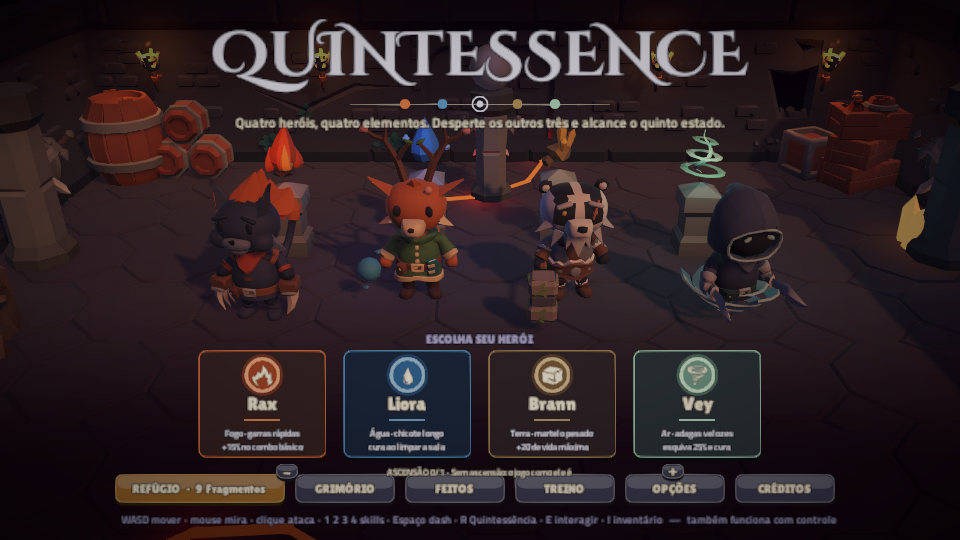 QUINTESSENCE
Quatro heróis, quatro elementos. Desperte os outros três e alcance o quinto estado.
ESCOLHA SEU HERÓI
Rax
Fogo · garras rápidas
+15% no combo básico
Liora
Água · chicote longo
cura ao limpar a sala
Brann
Terra · martelo pesado
+20 de vida máxima
Vey
Ar · adagas velozes
esquiva 25% e cura
ASCENSÃO 0/1 · Sem ascensão: o jogo como ele é
-
+
REFÚGIO · 9 Fragmentos
GRIMÓRIO
FEITOS
TREINO
OPÇÕES
CRÉDITOS
WASD mover · mouse mira · clique ataca · 1 2 3 4 skills · Espaço dash · R Quintessência · E interagir · I inventário — também funciona com controle